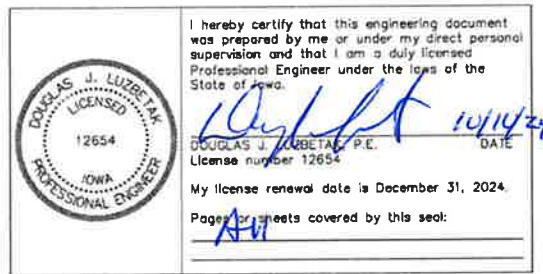 DOUGLAS J. LUZBETAK
LICENSED
12654
IOWA
PROFESSIONAL ENGINEER
I hereby certify that this engineering document
was prepared by me or under my direct personal
supervision and that I am a duly licensed
Professional Engineer under the laws of the
State of Iowa.
10/14/24
DOUGLAS J. LUZBETAK, P.E. DATE
License number 12654
My license renewal date is December 31, 2024.
Pages or sheets covered by this seal:
All